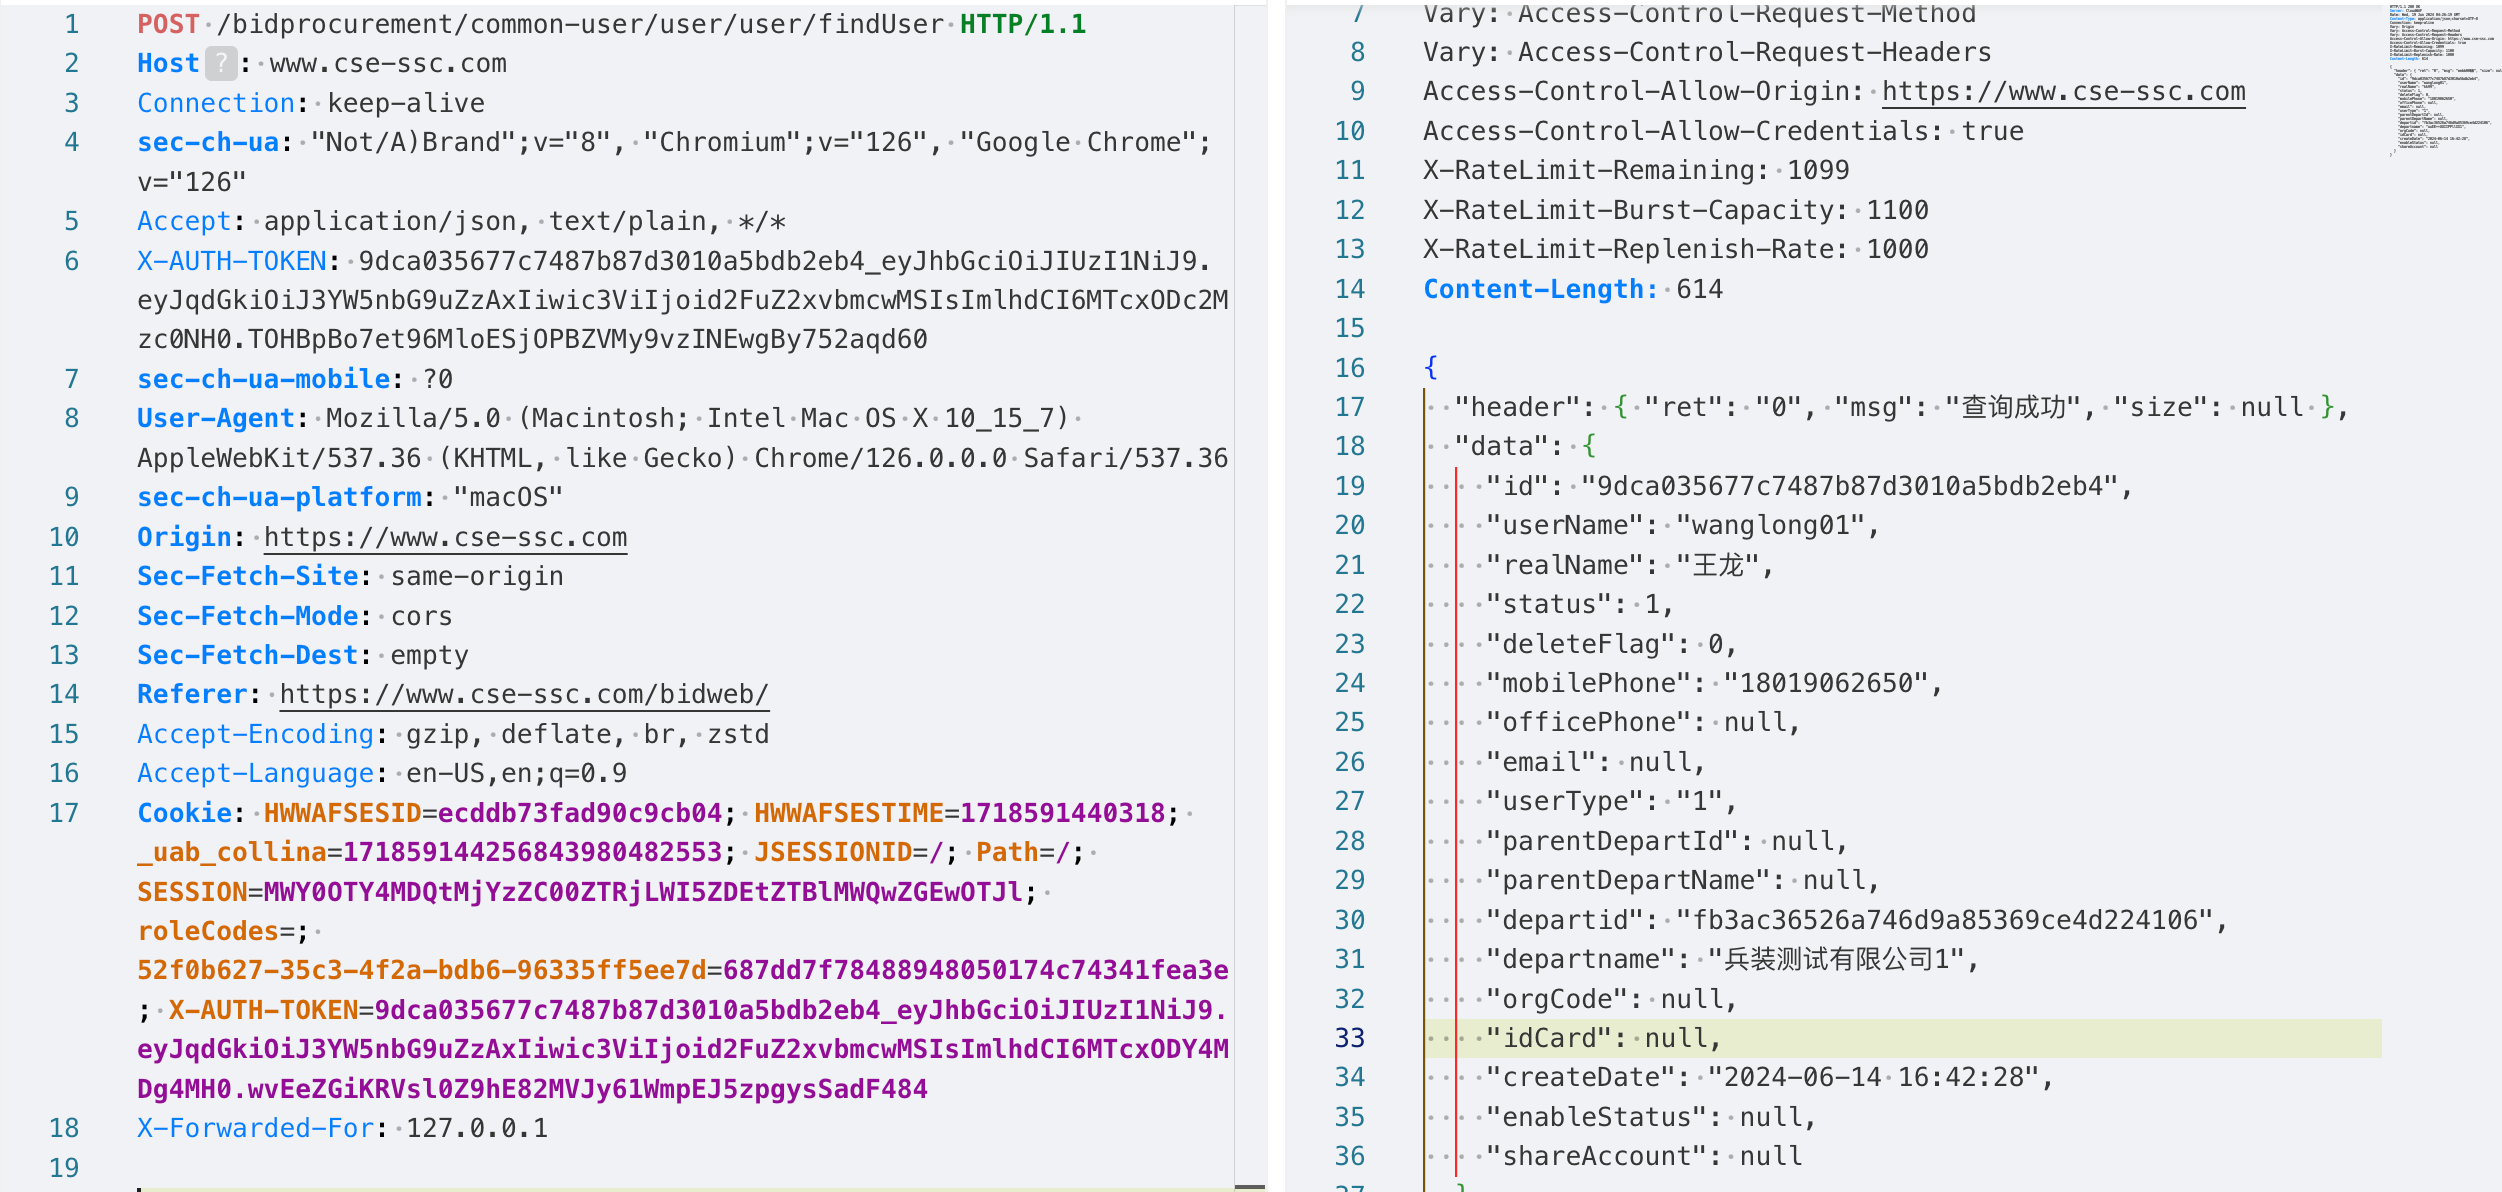 1 POST /bidprocurement/common-user/user/user/findUser HTTP/1.1
2 Host ? : www.cse-ssc.com
3 Connection: keep-alive
4 sec-ch-ua: "Not/A)Brand";v="8", "Chromium";v="126", "Google Chrome";
v="126"
5 Accept: application/json, text/plain, */*
6 X-AUTH-TOKEN: 9dca035677c7487b87d3010a5bdb2eb4_eyJhbGciOiJIUzI1NiJ9.
eyJqdGkiOiJ3YW5nbG9uZzAxIiwic3ViIjoid2FuZ2xvbmcwMSIsImlhdCI6MTcxODc2M
zc0NH0.TOHBpBo7et96MloESjOPBZVMy9vzINEwgBy752aqd60
7 sec-ch-ua-mobile: ?0
8 User-Agent: Mozilla/5.0 (Macintosh; Intel Mac OS X 10_15_7)
AppleWebKit/537.36 (KHTML, like Gecko) Chrome/126.0.0.0 Safari/537.36
9 sec-ch-ua-platform: "macOS"
10 Origin: https://www.cse-ssc.com
11 Sec-Fetch-Site: same-origin
12 Sec-Fetch-Mode: cors
13 Sec-Fetch-Dest: empty
14 Referer: https://www.cse-ssc.com/bidweb/
15 Accept-Encoding: gzip, deflate, br, zstd
16 Accept-Language: en-US,en;q=0.9
17 Cookie: HWWAFSESID=ecddb73fad90c9cb04; HWWAFSESTIME=1718591440318;
_uab_collina=171859144256843980482553; JSESSIONID=/; Path=/;
SESSION=MWY0OTY4MDQtMjYzZC00ZTRjLWI5ZDEtZTBlMWQwZGEwOTJl;
roleCodes=;
52f0b627-35c3-4f2a-bdb6-96335ff5ee7d=687dd7f78488948050174c74341fea3e
; X-AUTH-TOKEN=9dca035677c7487b87d3010a5bdb2eb4_eyJhbGciOiJIUzI1NiJ9.
eyJqdGkiOiJ3YW5nbG9uZzAxIiwic3ViIjoid2FuZ2xvbmcwMSIsImlhdCI6MTcxODY4M
Dg4MH0.wvEeZGiKRVsl0Z9hE82MVJy61WmpEJ5zpgysSadF484
18 X-Forwarded-For: 127.0.0.1
19
7 Vary: Access-Control-Request-Method
8 Vary: Access-Control-Request-Headers
9 Access-Control-Allow-Origin: https://www.cse-ssc.com
10 Access-Control-Allow-Credentials: true
11 X-RateLimit-Remaining: 1099
12 X-RateLimit-Burst-Capacity: 1100
13 X-RateLimit-Replenish-Rate: 1000
14 Content-Length: 614
15
16 {
17 "header": { "ret": "0", "msg": "查询成功", "size": null },
18 "data": {
19 "id": "9dca035677c7487b87d3010a5bdb2eb4",
20 "userName": "wanglong01",
21 "realName": "王龙",
22 "status": 1,
23 "deleteFlag": 0,
24 "mobilePhone": "18019062650",
25 "officePhone": null,
26 "email": null,
27 "userType": "1",
28 "parentDepartId": null,
29 "parentDepartName": null,
30 "departid": "fb3ac36526a746d9a85369ce4d224106",
31 "departname": "兵装测试有限公司1",
32 "orgCode": null,
33 "idCard": null,
34 "createDate": "2024-06-14 16:42:28",
35 "enableStatus": null,
36 "shareAccount": null
37 }